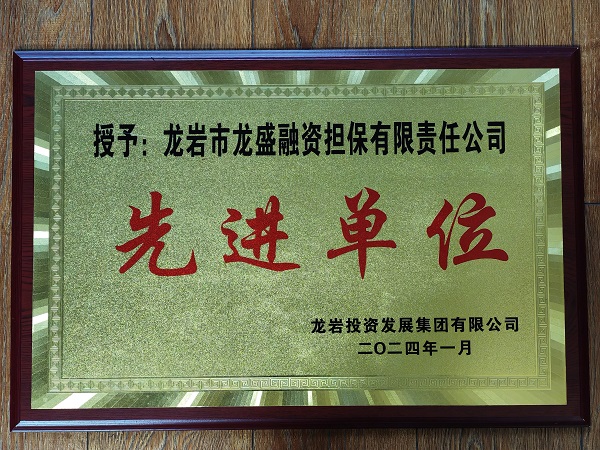 授予：龙岩市龙盛融资担保有限责任公司
先进单位
龙岩投资发展集团有限公司
二〇二四年一月